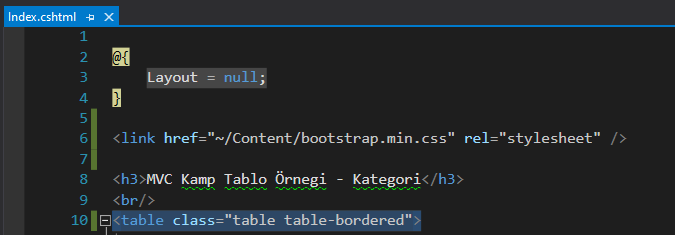 Index.cshtml
1
2 @{
3 Layout = null;
4 }
5
6 <link href="~/Content/bootstrap.min.css" rel="stylesheet" />
7
8 <h3>MVC Kamp Tablo Örnegi - Kategori</h3>
9 <br/>
10 <table class="table table-bordered">